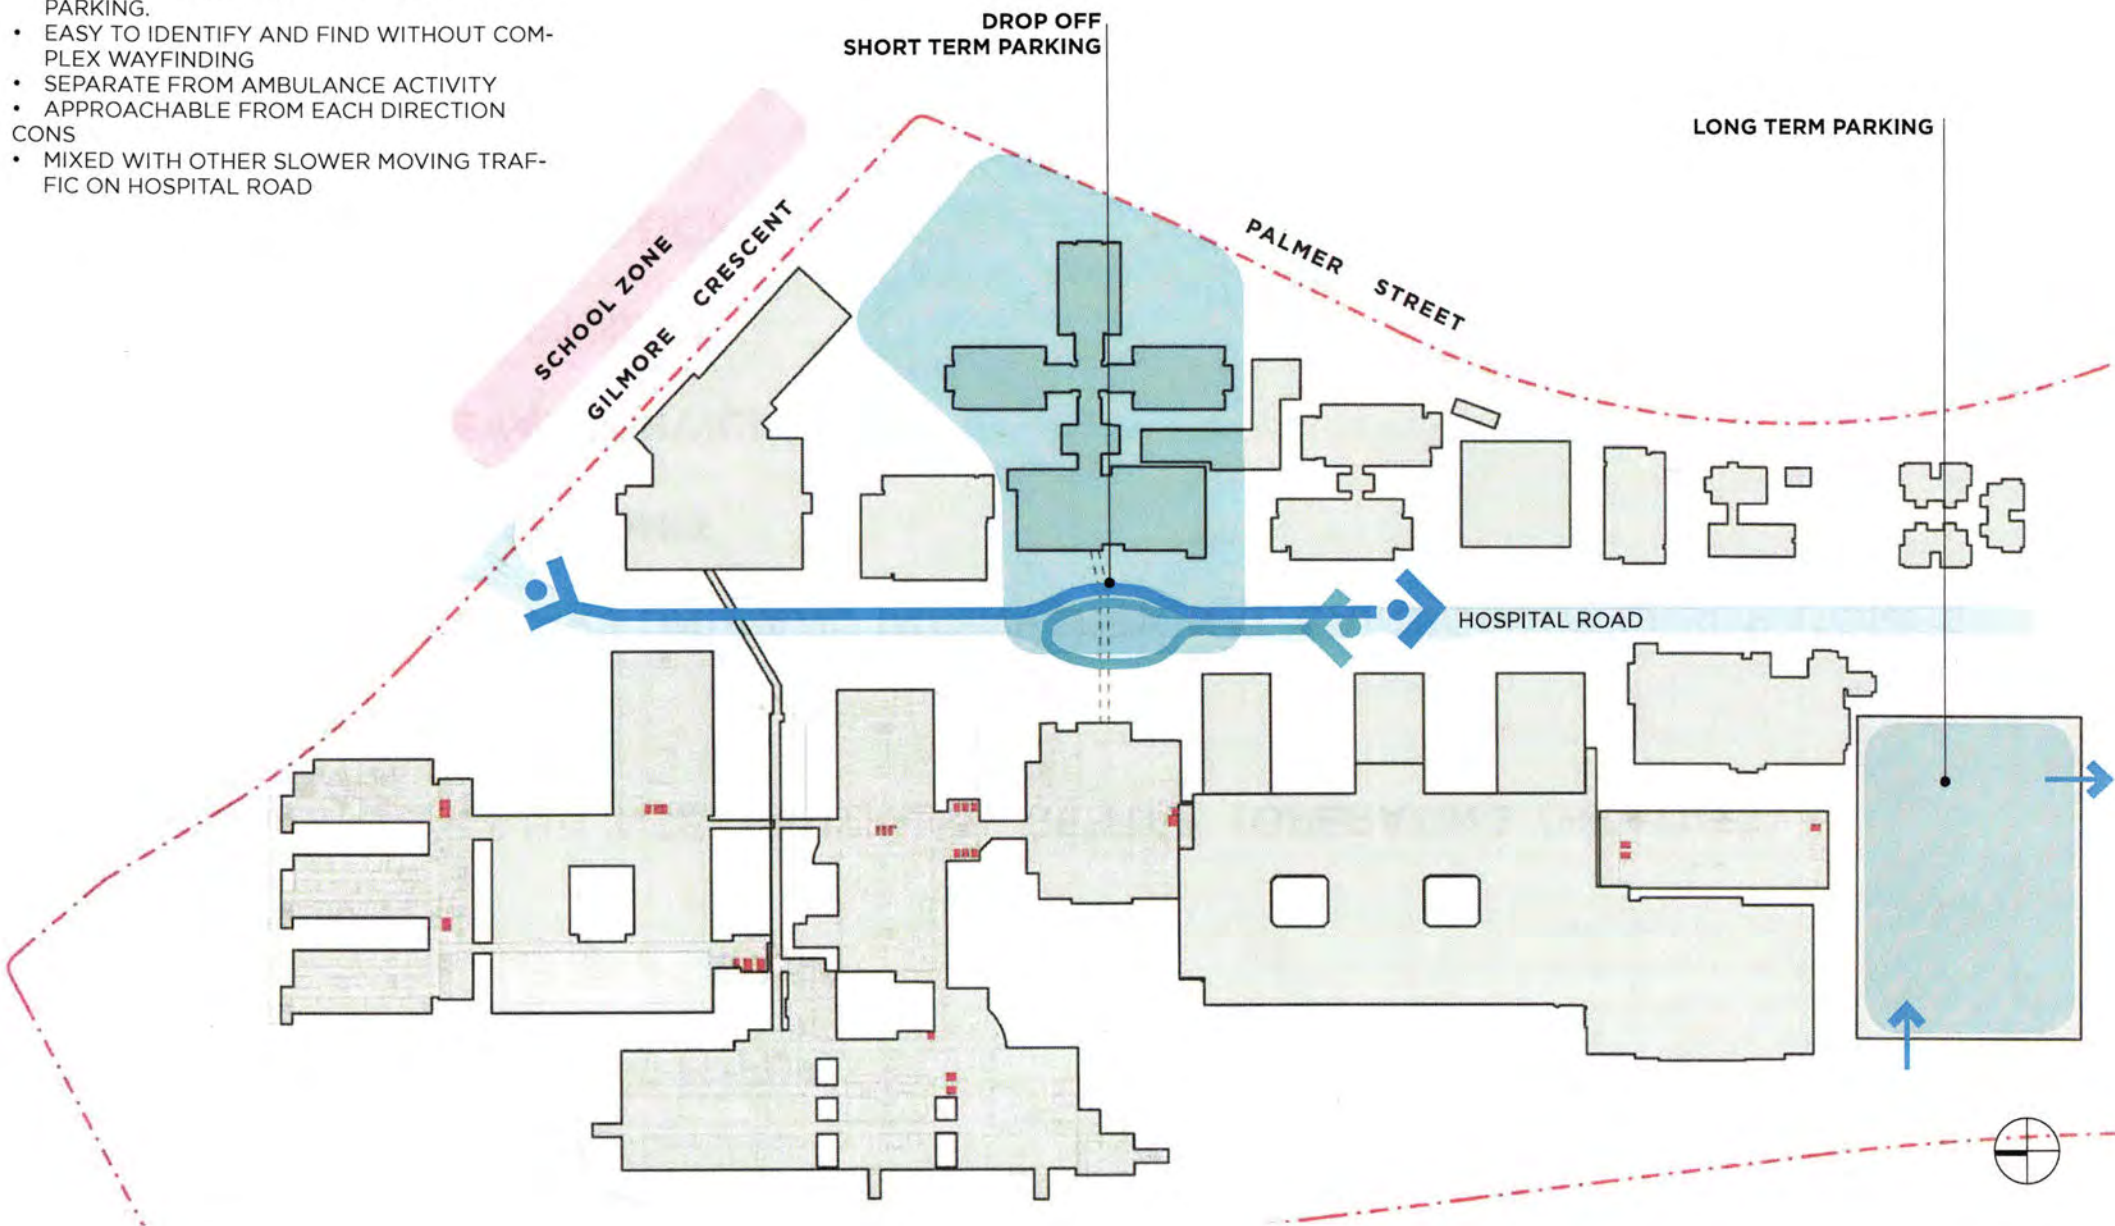 PARKING.
• EASY TO IDENTIFY AND FIND WITHOUT COM-
PLEX WAYFINDING
• SEPARATE FROM AMBULANCE ACTIVITY
• APPROACHABLE FROM EACH DIRECTION
CONS
• MIXED WITH OTHER SLOWER MOVING TRAF-
FIC ON HOSPITAL ROAD
DROP OFF
SHORT TERM PARKING
LONG TERM PARKING
SCHOOL ZONE
GILMORE CRESCENT
PALMER STREET
HOSPITAL ROAD